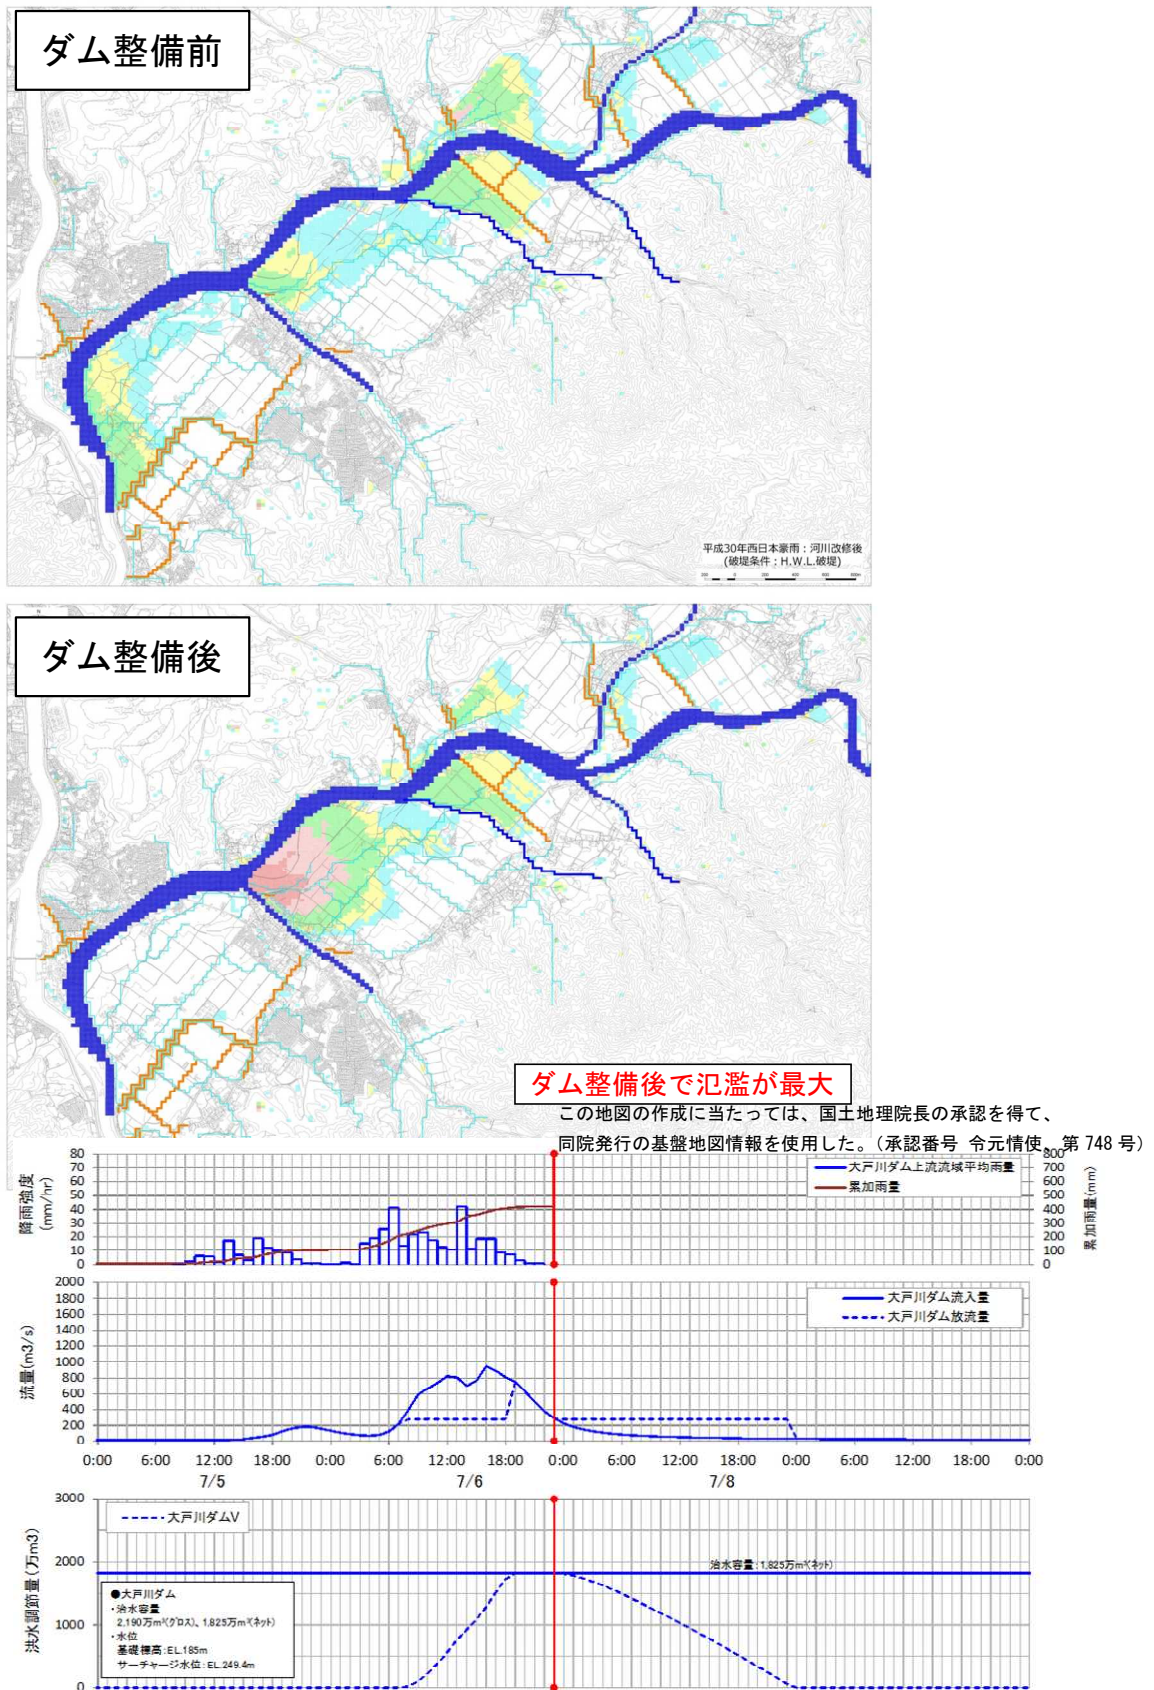 ダム整備前
平成30年西日本豪雨：河川改修後
(破堤条件：H.W.L.破堤)
ダム整備後
ダム整備後で氾濫が最大
この地図の作成に当たっては、国土地理院長の承認を得て、
同院発行の基盤地図情報を使用した。（承認番号 令元情使、第 748 号）
降雨強度
(mm/hr)
80
70
60
50
40
30
20
10
0
大戸川ダム上流流域平均雨量
累加雨量
800
700
600
500
400
300
200
100
0
累加雨量(mm)
流量(m3/s)
2000
1800
1600
1400
1200
1000
800
600
400
200
0
大戸川ダム流入量
大戸川ダム放流量
0:00 6:00 12:00 18:00 0:00 6:00 12:00 18:00 0:00 6:00 12:00 18:00 0:00 6:00 12:00 18:00 0:00
7/5 7/6 7/8
洪水調節量(万m3)
3000
2000
1000
0
大戸川ダムV
治水容量：1,825万m³(ネット)
●大戸川ダム
・治水容量
2,190万m³(グロス)、1,825万m³(ネット)
・水位
基礎標高：EL.185m
サーチャージ水位：EL.249.4m